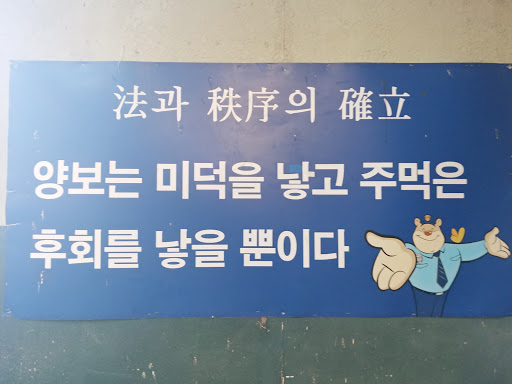 法과 秩序의 確立
양보는 미덕을 낳고 주먹은
후회를 낳을 뿐이다